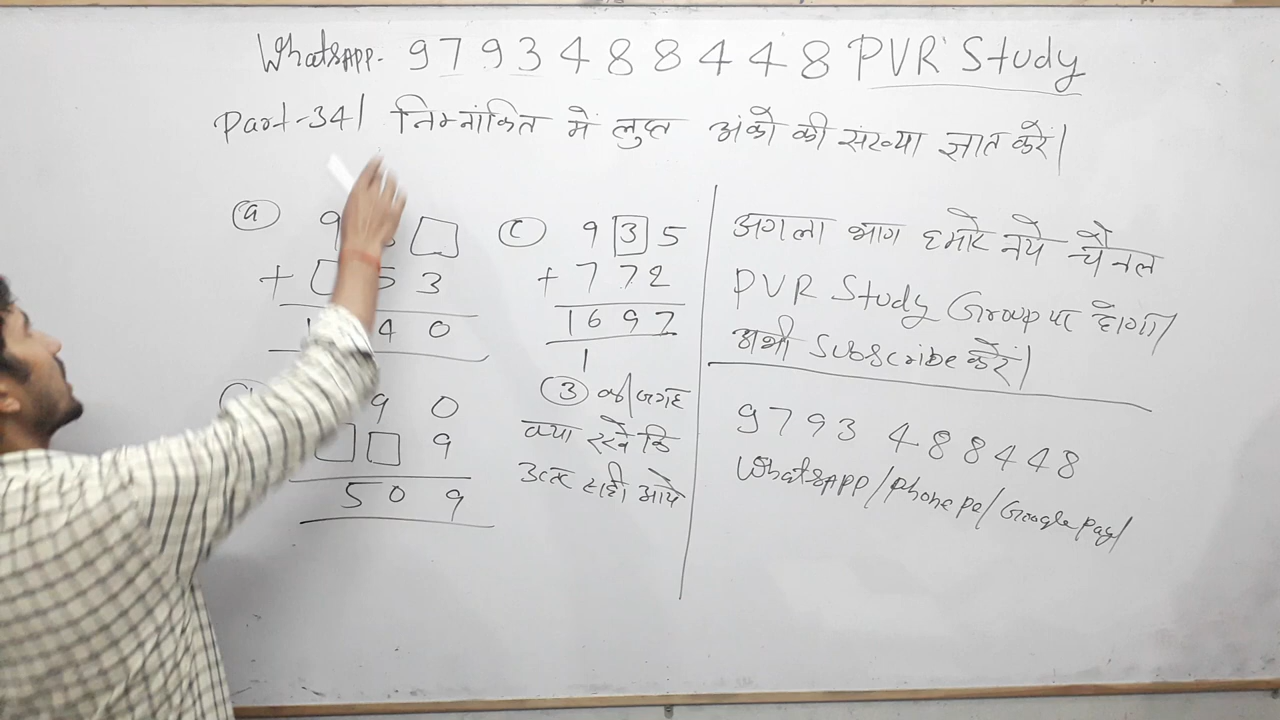 WhatsApp- 9793488448 PVR Study
Part-34| निम्नांकित में लुप्त अंको की संख्या ज्ञात करें|
(a) 9
+ 5 3
1 4 0
9 0
9
5 0 9
(c) 9 3 5
+ 7 7 2
1 6 9 7
1
(3) की जगह
क्या रखे कि
उत्तर सही आये
अगला भाग हमारे नये चैनल
PVR Study Group पर होगा|
अभी Subscribe करें|
9793 488448
WhatsApp/Phone pe/Google pay/